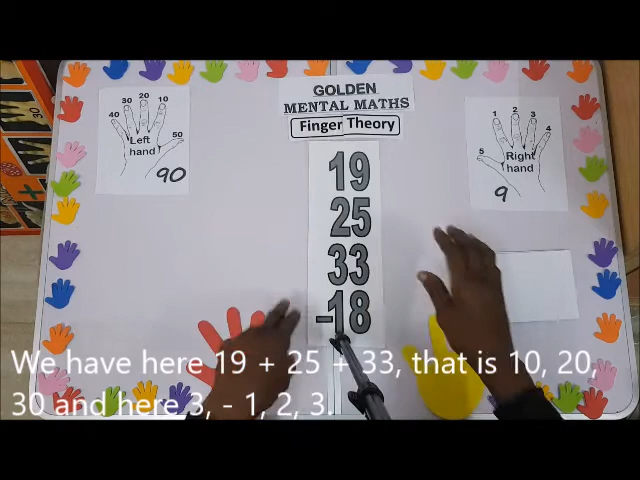 GOLDEN
MENTAL MATHS
Finger Theory
40 30 20 10
50
Left
hand
90
1 2 3 4
5
Right
hand
9
19
25
33
-18
We have here 19 + 25 + 33, that is 10, 20,
30 and here 3, - 1, 2, 3.